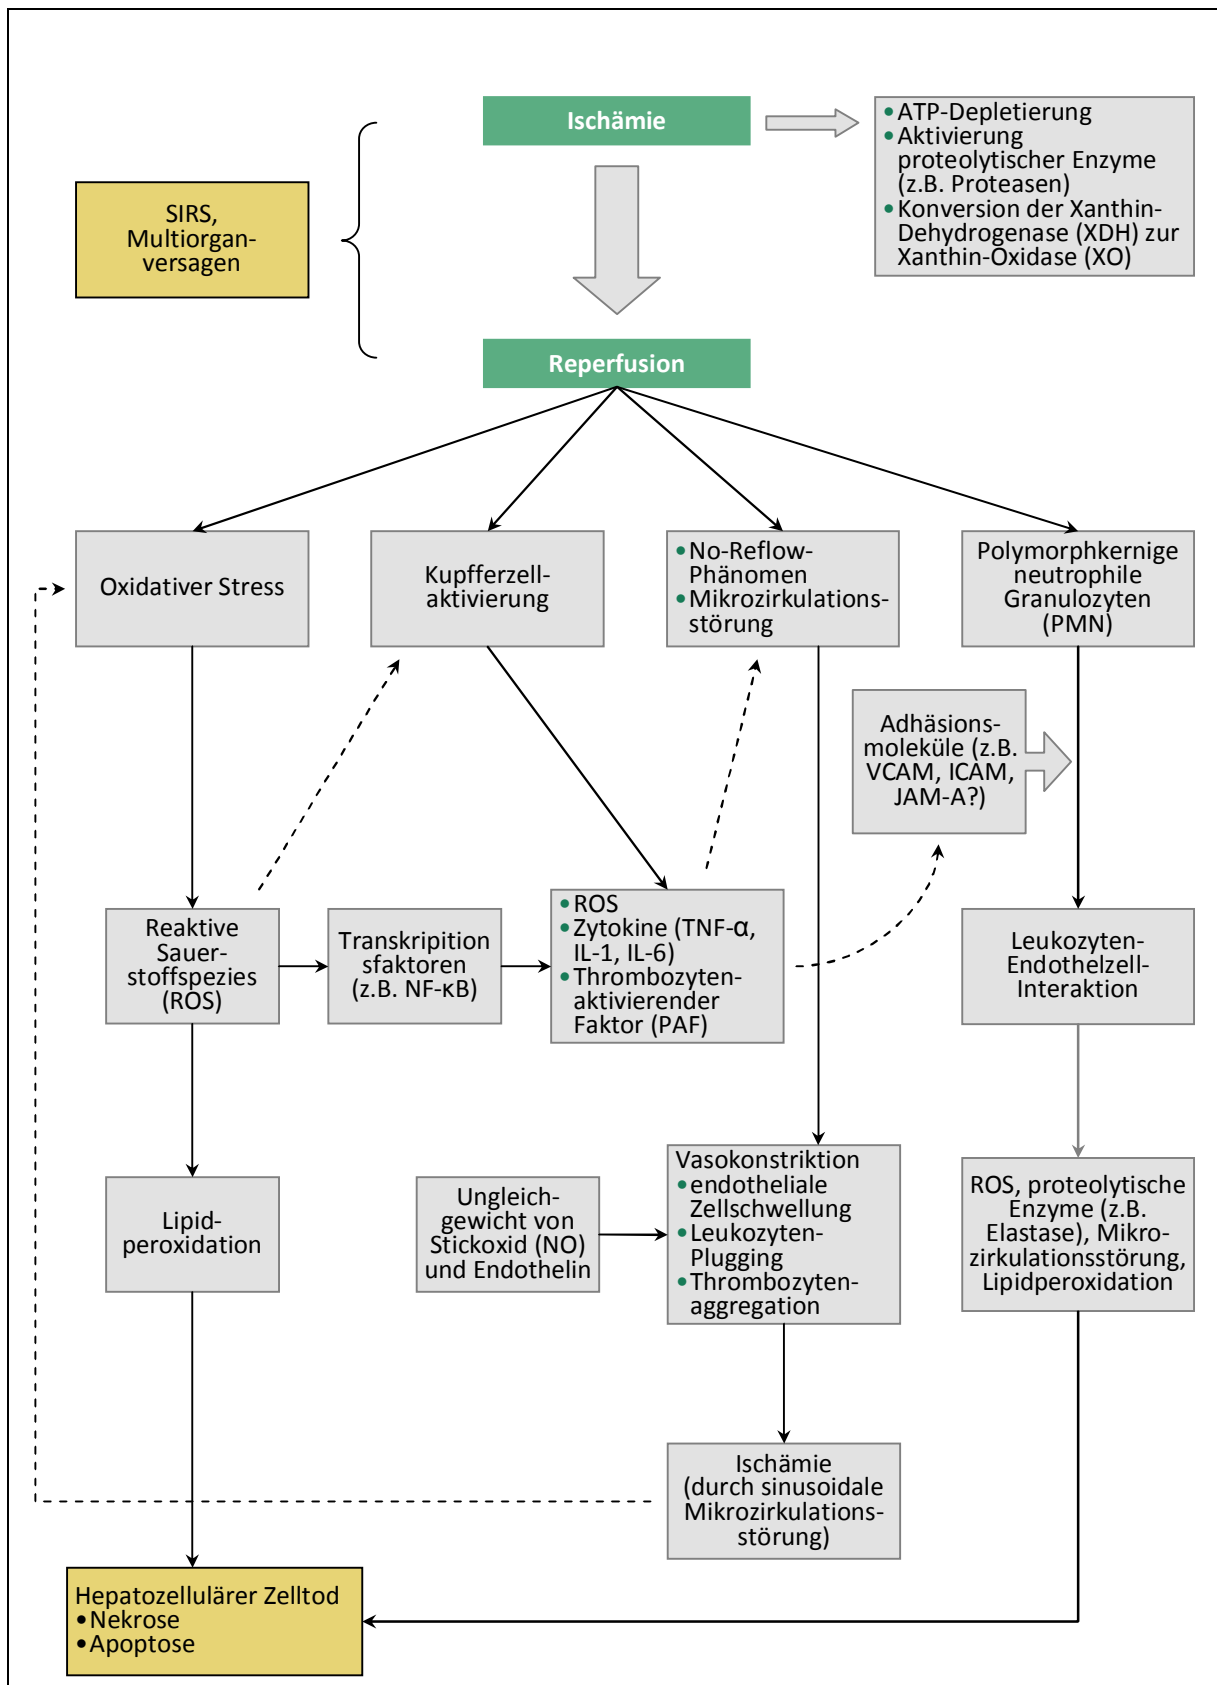 Ischämie
• ATP-Depletierung
• Aktivierung
proteolytischer Enzyme
(z.B. Proteasen)
• Konversion der Xanthin-
Dehydrogenase (XDH) zur
Xanthin-Oxidase (XO)
SIRS,
Multiorgan-
versagen
Reperfusion
Oxidativer Stress
Kupfferzell-
aktivierung
• No-Reflow-
Phänomen
• Mikrozirkulations-
störung
Polymorphkernige
neutrophile
Granulozyten
(PMN)
Adhäsions-
moleküle (z.B.
VCAM, ICAM,
JAM-A?)
Reaktive
Sauer-
stoffspezies
(ROS)
Transkripition
sfaktoren
(z.B. NF-κB)
• ROS
• Zytokine (TNF-α,
IL-1, IL-6)
• Thrombozyten-
aktivierender
Faktor (PAF)
Leukozyten-
Endothelzell-
Interaktion
Lipid-
peroxidation
Ungleich-
gewicht von
Stickoxid (NO)
und Endothelin
Vasokonstriktion
• endotheliale
Zellschwellung
• Leukozyten-
Plugging
• Thrombozyten-
aggregation
ROS, proteolytische
Enzyme (z.B.
Elastase), Mikro-
zirkulationsstörung,
Lipidperoxidation
Ischämie
(durch sinusoidale
Mikrozirkulations-
störung)
Hepatozellulärer Zelltod
• Nekrose
• Apoptose